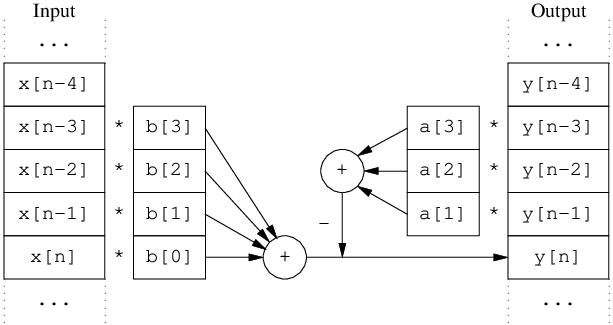 Input Output
... ...
x[n-4] y[n-4]
x[n-3] * b[3] a[3] * y[n-3]
x[n-2] * b[2] + a[2] * y[n-2]
x[n-1] * b[1] - a[1] * y[n-1]
x[n] * b[0] + y[n]
... ...